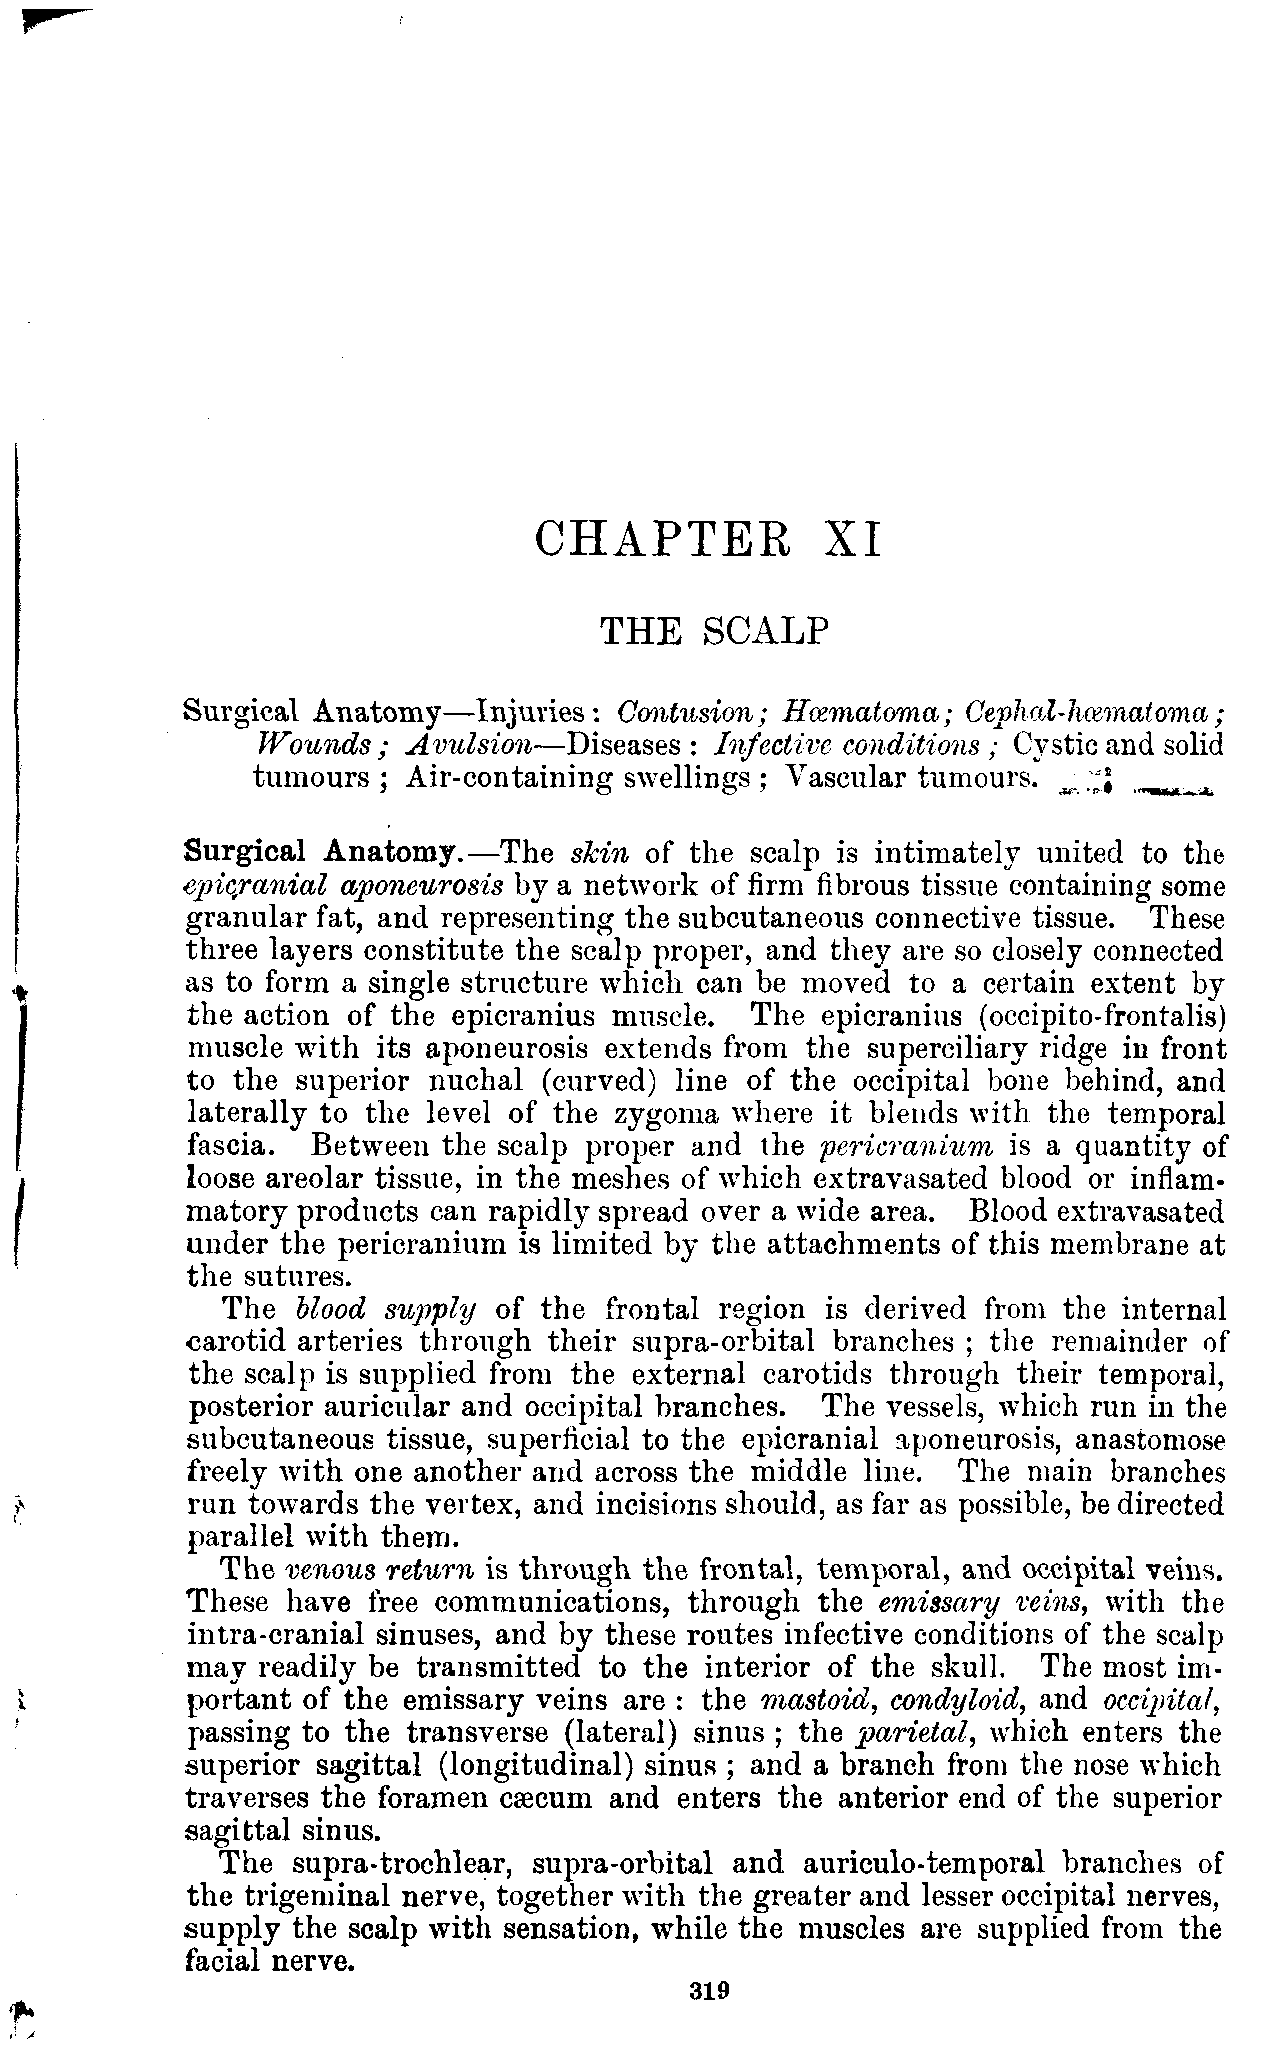 CHAPTER XI
THE SCALP
Surgical Anatomy—Injuries: Contusion; Hæmatoma; Cephal-hæmatoma;
Wounds; Avulsion—Diseases: Infective conditions; Cystic and solid
tumours; Air-containing swellings; Vascular tumours.
Surgical Anatomy.—The skin of the scalp is intimately united to the
epicranial aponeurosis by a network of firm fibrous tissue containing some
granular fat, and representing the subcutaneous connective tissue. These
three layers constitute the scalp proper, and they are so closely connected
as to form a single structure which can be moved to a certain extent by
the action of the epicranius muscle. The epicranius (occipito-frontalis)
muscle with its aponeurosis extends from the superciliary ridge in front
to the superior nuchal (curved) line of the occipital bone behind, and
laterally to the level of the zygoma where it blends with the temporal
fascia. Between the scalp proper and the pericranium is a quantity of
loose areolar tissue, in the meshes of which extravasated blood or inflam-
matory products can rapidly spread over a wide area. Blood extravasated
under the pericranium is limited by the attachments of this membrane at
the sutures.
The blood supply of the frontal region is derived from the internal
carotid arteries through their supra-orbital branches; the remainder of
the scalp is supplied from the external carotids through their temporal,
posterior auricular and occipital branches. The vessels, which run in the
subcutaneous tissue, superficial to the epicranial aponeurosis, anastomose
freely with one another and across the middle line. The main branches
run towards the vertex, and incisions should, as far as possible, be directed
parallel with them.
The venous return is through the frontal, temporal, and occipital veins.
These have free communications, through the emissary veins, with the
intra-cranial sinuses, and by these routes infective conditions of the scalp
may readily be transmitted to the interior of the skull. The most im-
portant of the emissary veins are: the mastoid, condyloid, and occipital,
passing to the transverse (lateral) sinus; the parietal, which enters the
superior sagittal (longitudinal) sinus; and a branch from the nose which
traverses the foramen cæcum and enters the anterior end of the superior
sagittal sinus.
The supra-trochlear, supra-orbital and auriculo-temporal branches of
the trigeminal nerve, together with the greater and lesser occipital nerves,
supply the scalp with sensation, while the muscles are supplied from the
facial nerve.
319